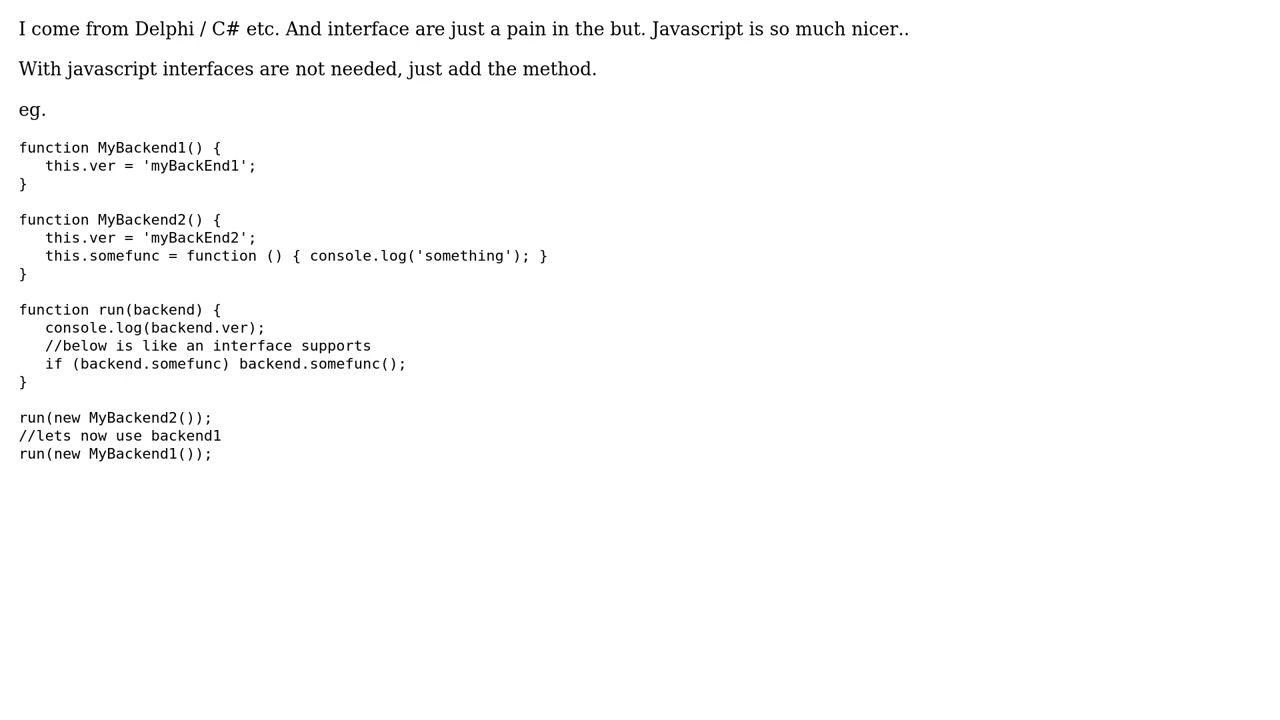 I come from Delphi / C# etc. And interface are just a pain in the but. Javascript is so much nicer..
With javascript interfaces are not needed, just add the method.
eg.
function MyBackend1() {
   this.ver = 'myBackEnd1';
}
function MyBackend2() {
   this.ver = 'myBackEnd2';
   this.somefunc = function () { console.log('something'); }
}
function run(backend) {
   console.log(backend.ver);
   //below is like an interface supports
   if (backend.somefunc) backend.somefunc();
}
run(new MyBackend2());
//lets now use backend1
run(new MyBackend1());